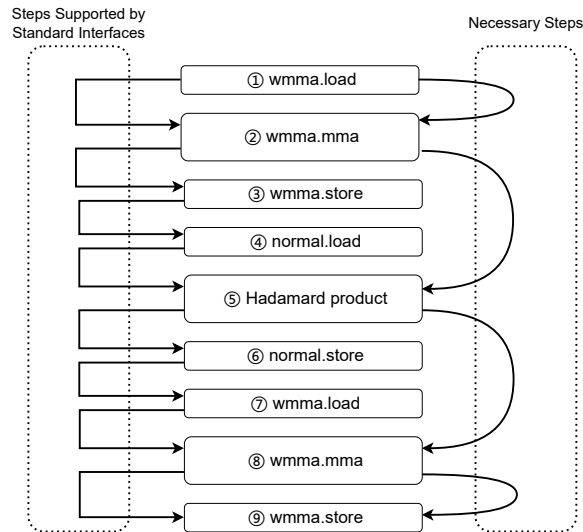 Steps Supported by
Standard Interfaces
Necessary Steps
① wmma.load
② wmma.mma
③ wmma.store
④ normal.load
⑤ Hadamard product
⑥ normal.store
⑦ wmma.load
⑧ wmma.mma
⑨ wmma.store